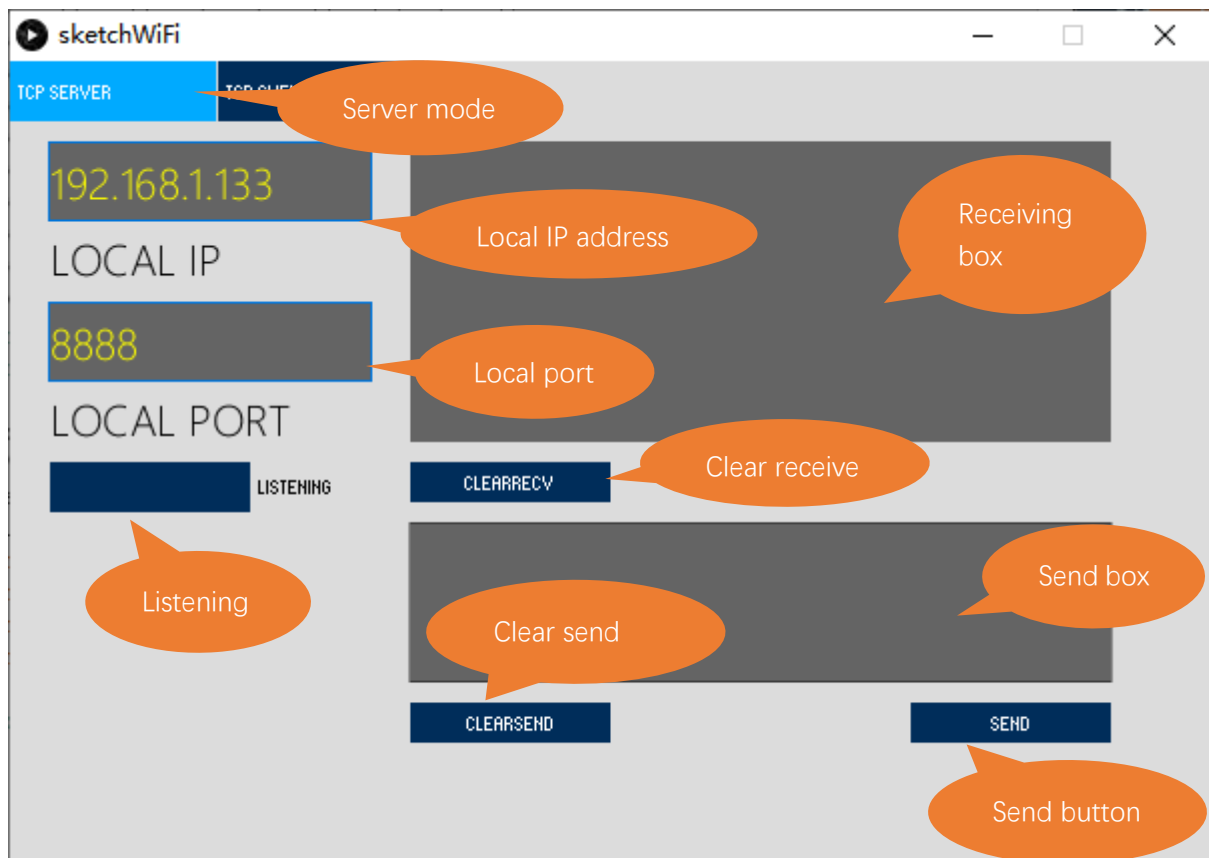 sketchWiFi
TCP SERVER
TCP
Server mode
192.168.1.133
Local IP address
Receiving
box
LOCAL IP
8888
Local port
LOCAL PORT
Clear receive
LISTENING
CLEARRECV
Listening
Send box
Clear send
CLEARSEND
SEND
Send button